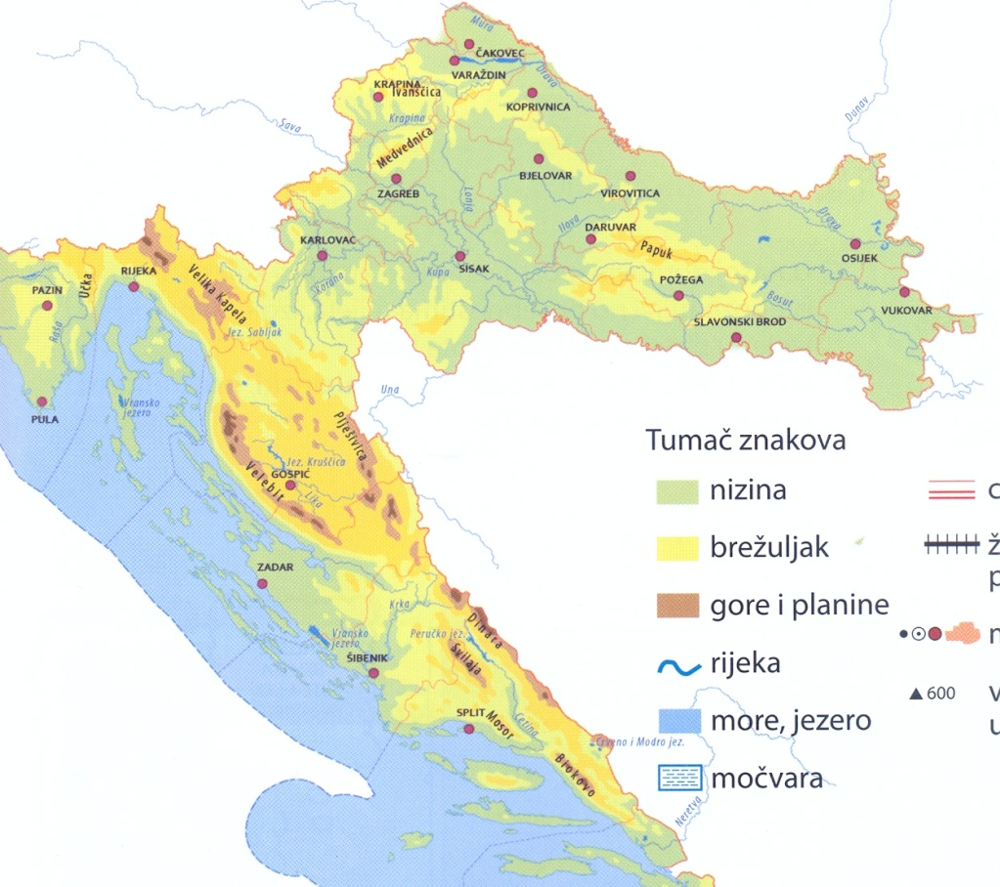 Mura
ČAKOVEC
VARAŽDIN
Drava
KRAPINA
Ivanščica
KOPRIVNICA
Krapina
Sava
Dunav
Medvednica
BJELOVAR
VIROVITICA
ZAGREB
Lonja
Ilova
DARUVAR
Drava
KARLOVAC
SISAK
Papuk
OSIJEK
RIJEKA
Kupa
POŽEGA
Korana
Velika Kapela
Učka
PAZIN
Basut
VUKOVAR
Raša
Jez. Sabljak
SLAVONSKI BROD
Una
Vransko
jezero
PULA
Plješivica
Jez. Kruščica
GOSPIĆ
Velebit
Lika
ZADAR
Krka
Dinara
Vransko
jezero
Peručko jez.
Svilaja
ŠIBENIK
SPLIT
Mosor
Cetina
Crveno i Modro jez.
Biokovo
Neretva
Tumač znakova
nizina
brežuljak
gore i planine
rijeka
more, jezero
močvara
ž
p
600